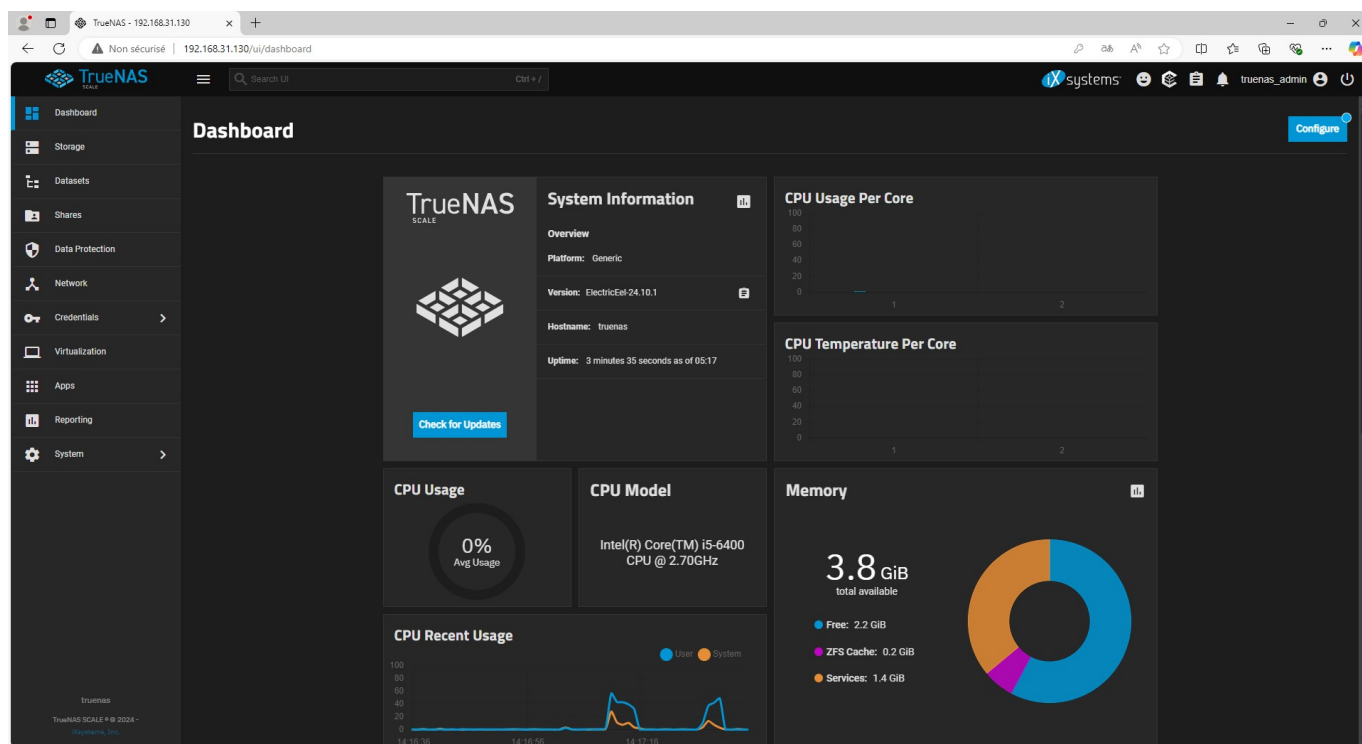 TrueNAS - 192.168.31.130
Non sécurisé
192.168.31.130/ui/dashboard
TrueNAS
SCALE
Search UI
Ctrl + /
iX systems
truenas_admin
Dashboard
Storage
Datasets
Shares
Data Protection
Network
Credentials
Virtualization
Apps
Reporting
System
truenas
TrueNAS SCALE ® © 2024 -
iXsystems, Inc.
Dashboard
Configure
TrueNAS
SCALE
Check for Updates
System Information
Overview
Platform: Generic
Version: ElectricEel-24.10.1
Hostname: truenas
Uptime: 3 minutes 35 seconds as of 05:17
CPU Usage Per Core
100
80
60
40
20
0
1 2
CPU Temperature Per Core
100
80
60
40
20
0
1 2
CPU Usage
0%
Avg Usage
CPU Model
Intel(R) Core(TM) i5-6400
CPU @ 2.70GHz
CPU Recent Usage
User System
100
80
60
40
20
0
14:16:36 14:16:56 14:17:16
Memory
3.8 GiB
total available
Free: 2.2 GiB
ZFS Cache: 0.2 GiB
Services: 1.4 GiB